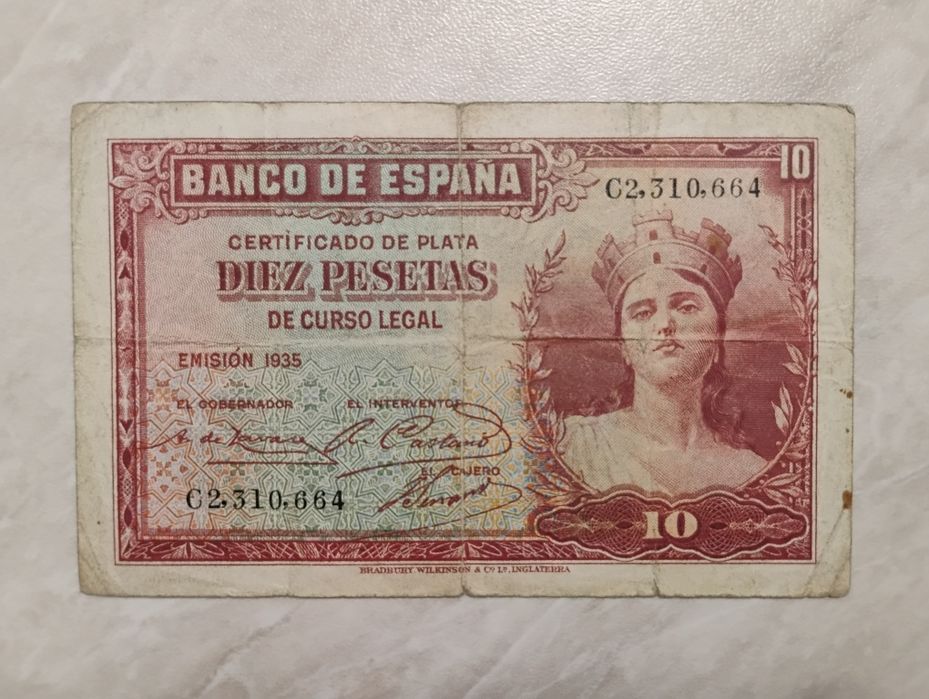 BANCO DE ESPAÑA
10
C2,310,664
CERTIFICADO DE PLATA
DIEZ PESETAS
DE CURSO LEGAL
EMISIÓN 1935
EL GOBERNADOR EL INTERVENTOR
EL CAJERO
C2,310,664
10
BRADBURY, WILKINSON & Cº Lᵈ. INGLATERRA